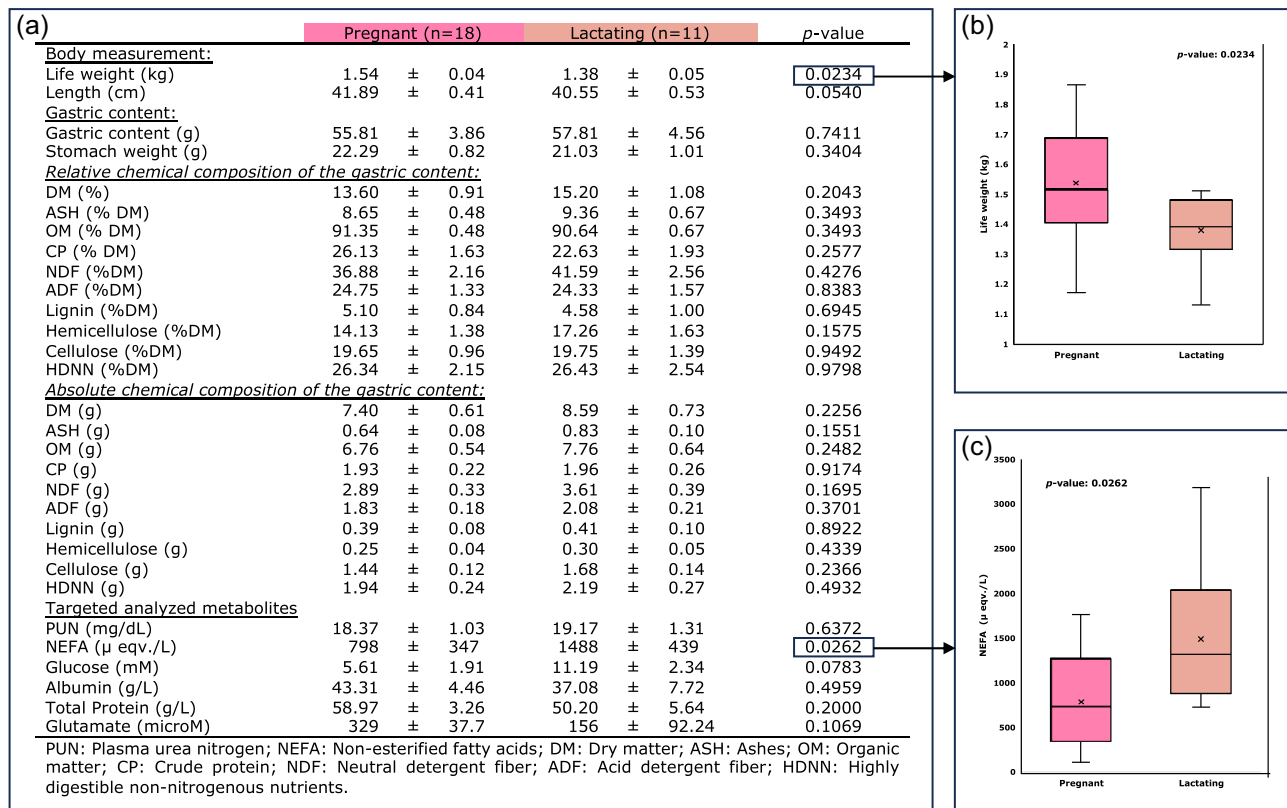 (a)
Pregnant (n=18) Lactating (n=11) p-value
Body measurement:
Life weight (kg) 1.54 ± 0.04 1.38 ± 0.05 0.0234
Length (cm) 41.89 ± 0.41 40.55 ± 0.53 0.0540
Gastric content:
Gastric content (g) 55.81 ± 3.86 57.81 ± 4.56 0.7411
Stomach weight (g) 22.29 ± 0.82 21.03 ± 1.01 0.3404
Relative chemical composition of the gastric content:
DM (%) 13.60 ± 0.91 15.20 ± 1.08 0.2043
ASH (% DM) 8.65 ± 0.48 9.36 ± 0.67 0.3493
OM (% DM) 91.35 ± 0.48 90.64 ± 0.67 0.3493
CP (% DM) 26.13 ± 1.63 22.63 ± 1.93 0.2577
NDF (%DM) 36.88 ± 2.16 41.59 ± 2.56 0.4276
ADF (%DM) 24.75 ± 1.33 24.33 ± 1.57 0.8383
Lignin (%DM) 5.10 ± 0.84 4.58 ± 1.00 0.6945
Hemicellulose (%DM) 14.13 ± 1.38 17.26 ± 1.63 0.1575
Cellulose (%DM) 19.65 ± 0.96 19.75 ± 1.39 0.9492
HDNN (%DM) 26.34 ± 2.15 26.43 ± 2.54 0.9798
Absolute chemical composition of the gastric content:
DM (g) 7.40 ± 0.61 8.59 ± 0.73 0.2256
ASH (g) 0.64 ± 0.08 0.83 ± 0.10 0.1551
OM (g) 6.76 ± 0.54 7.76 ± 0.64 0.2482
CP (g) 1.93 ± 0.22 1.96 ± 0.26 0.9174
NDF (g) 2.89 ± 0.33 3.61 ± 0.39 0.1695
ADF (g) 1.83 ± 0.18 2.08 ± 0.21 0.3701
Lignin (g) 0.39 ± 0.08 0.41 ± 0.10 0.8922
Hemicellulose (g) 0.25 ± 0.04 0.30 ± 0.05 0.4339
Cellulose (g) 1.44 ± 0.12 1.68 ± 0.14 0.2366
HDNN (g) 1.94 ± 0.24 2.19 ± 0.27 0.4932
Targeted analyzed metabolites
PUN (mg/dL) 18.37 ± 1.03 19.17 ± 1.31 0.6372
NEFA (μ eqv./L) 798 ± 347 1488 ± 439 0.0262
Glucose (mM) 5.61 ± 1.91 11.19 ± 2.34 0.0783
Albumin (g/L) 43.31 ± 4.46 37.08 ± 7.72 0.4959
Total Protein (g/L) 58.97 ± 3.26 50.20 ± 5.64 0.2000
Glutamate (microM) 329 ± 37.7 156 ± 92.24 0.1069
PUN: Plasma urea nitrogen; NEFA: Non-esterified fatty acids; DM: Dry matter; ASH: Ashes; OM: Organic
matter; CP: Crude protein; NDF: Neutral detergent fiber; ADF: Acid detergent fiber; HDNN: Highly
digestible non-nitrogenous nutrients.
(b)
p-value: 0.0234
Life weight (kg)
2
1.9
1.8
1.7
1.6
1.5
1.4
1.3
1.2
1.1
1
Pregnant Lactating
(c)
p-value: 0.0262
NEFA (μ eqv./L)
3500
3000
2500
2000
1500
1000
500
0
Pregnant Lactating